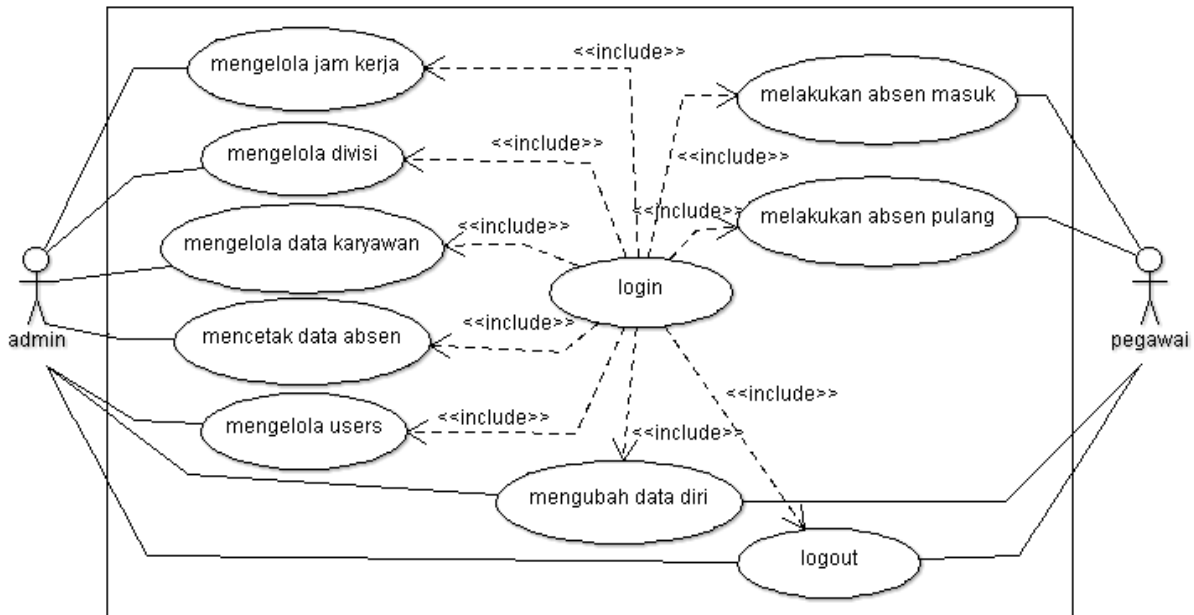 mengelola jam kerja
<<include>>
melakukan absen masuk
mengelola divisi
<<include>>
<<include>>
mengelola data karyawan
<<include>>
<<include>>
melakukan absen pulang
login
admin
mencetak data absen
<<include>>
pegawai
mengelola users
<<include>>
<<include>>
<<include>>
mengubah data diri
logout